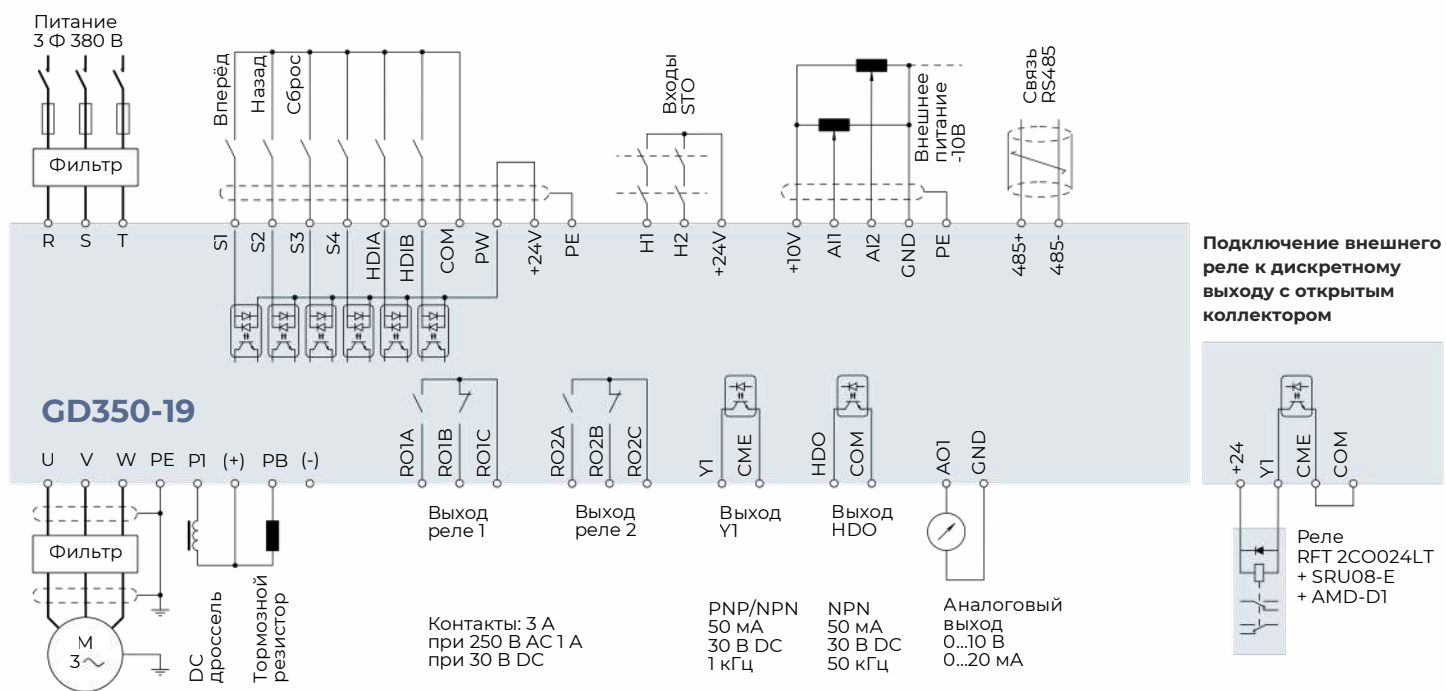 Питание
3 Ф 380 В
Фильтр
Вперёд
Назад
Сброс
Входы
STO
Внешнее
питание
-10В
Связь
RS485
R S T
S1 S2 S3 S4 HDIA HDIB COM PW +24V PE
H1 H2 +24V
+10V AI1 AI2 GND PE
485+ 485-
GD350-19
U V W PE P1 (+) PB (-)
RO1A RO1B RO1C
RO2A RO2B RO2C
Y1 CME
HDO COM
AO1 GND
Фильтр
M
3
DC
дроссель
Тормозной
резистор
Выход
реле 1
Выход
реле 2
Выход
Y1
Выход
HDO
Контакты: 3 А
при 250 В AC 1 А
при 30 В DC
PNP/NPN
50 мА
30 В DC
1 кГц
NPN
50 мА
30 В DC
50 кГц
Аналоговый
выход
0...10 В
0...20 мА
Подключение внешнего
реле к дискретному
выходу с открытым
коллектором
+24 Y1 CME COM
Реле
RFT 2CO024LT
+ SRU08-E
+ AMD-D1